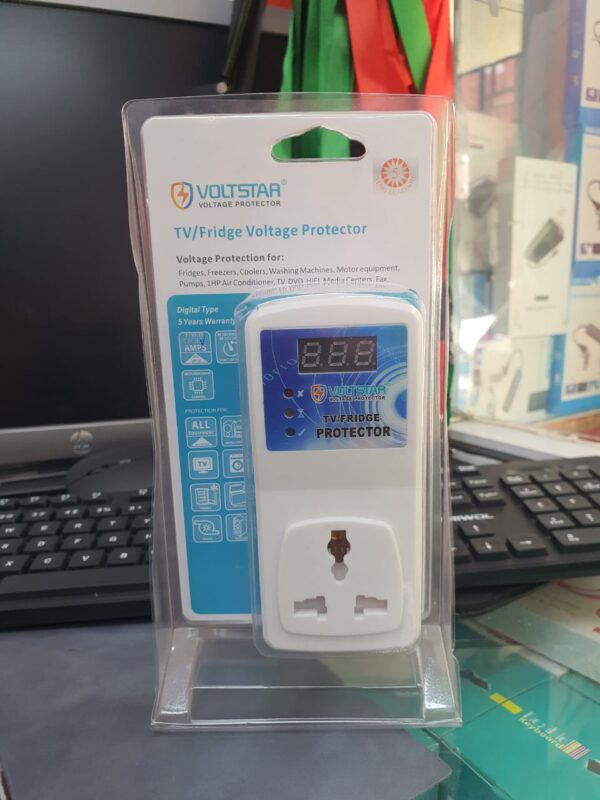 5
VOLTSTAR®
VOLTAGE PROTECTOR
TV/Fridge Voltage Protector
Voltage Protection for:
Fridges, Freezers, Coolers, Washing Machines, Motor equipment,
Pumps, 1HP Air Conditioner, TV, DVD, HIFI, Media Centers, Fax,
Digital Type
5 Years Warranty
AMPS
PROTECTION FOR:
ALL
EQUIPMENT
TV
888
VOLTSTAR
VOLTAGE PROTECTOR
TV/FRIDGE
PROTECTOR
keyboard